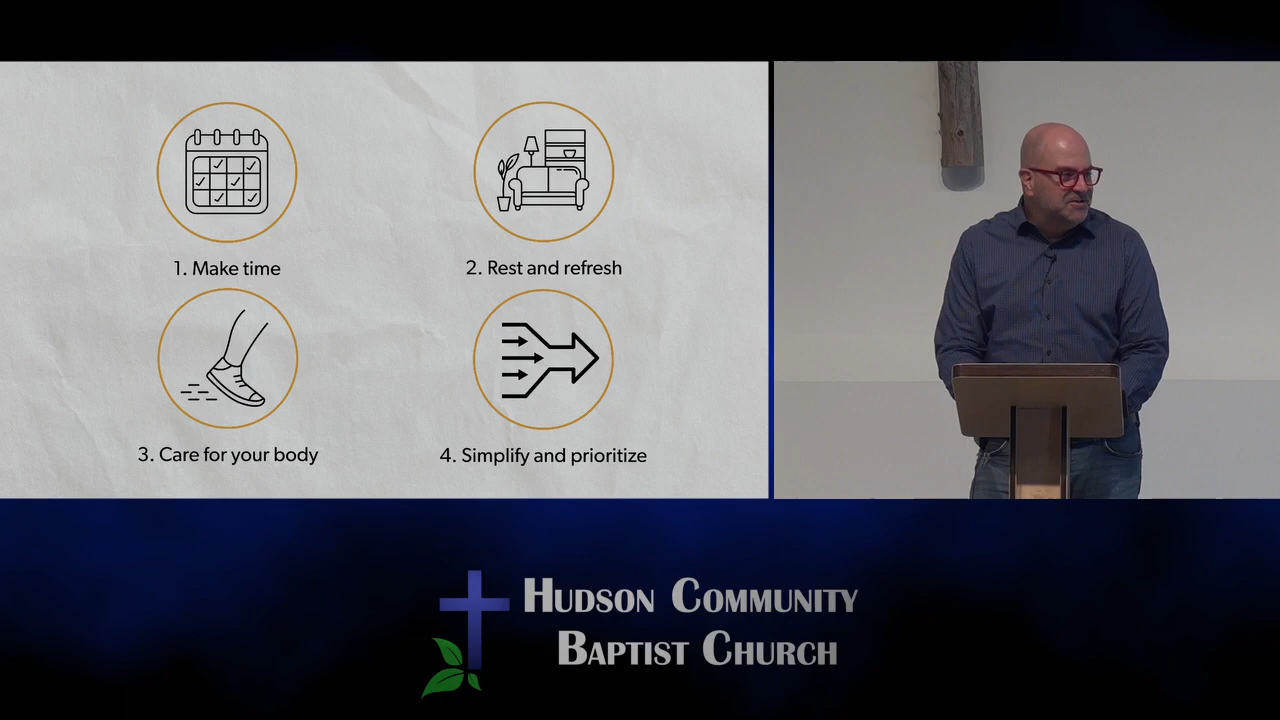 1. Make time
2. Rest and refresh
3. Care for your body
4. Simplify and prioritize
HUDSON COMMUNITY
BAPTIST CHURCH